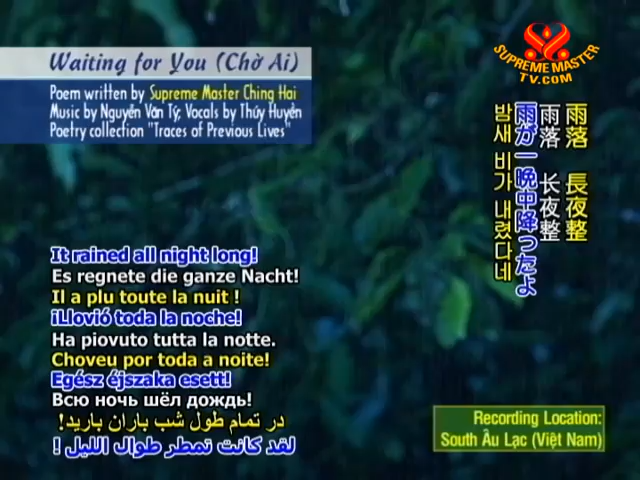 Waiting for You (Chờ Ai)
Poem written by Supreme Master Ching Hai
Music by Nguyễn Văn Tý; Vocals by Thúy Huyền
Poetry collection "Traces of Previous Lives"
SUPREME MASTER
TV.COM
雨落 長夜整
雨落 长夜整
雨が一晩中降ったよ
밤새 비가 내렸다네
It rained all night long!
Es regnete die ganze Nacht!
Il a plu toute la nuit !
¡Llovió toda la noche!
Ha piovuto tutta la notte.
Choveu por toda a noite!
Egész éjszaka esett!
Всю ночь шёл дождь!
در تمام طول شب باران بارید!
لقد كانت تمطر طوال الليل !
Recording Location:
South Âu Lạc (Việt Nam)